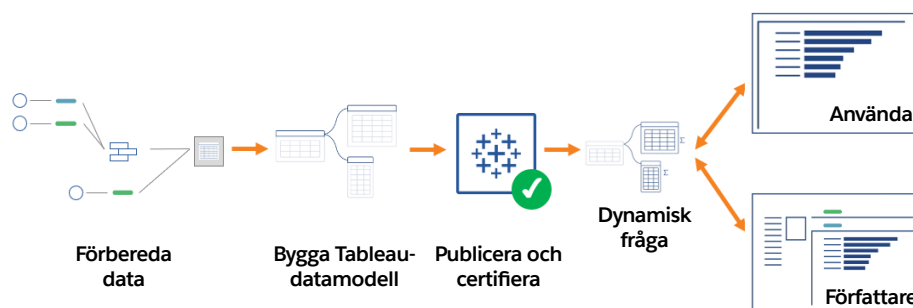 Förbereda
data
Bygga Tableau-
datamodell
Publicera och
certifiera
Dynamisk
fråga
Σ
Σ
Använda
Författare